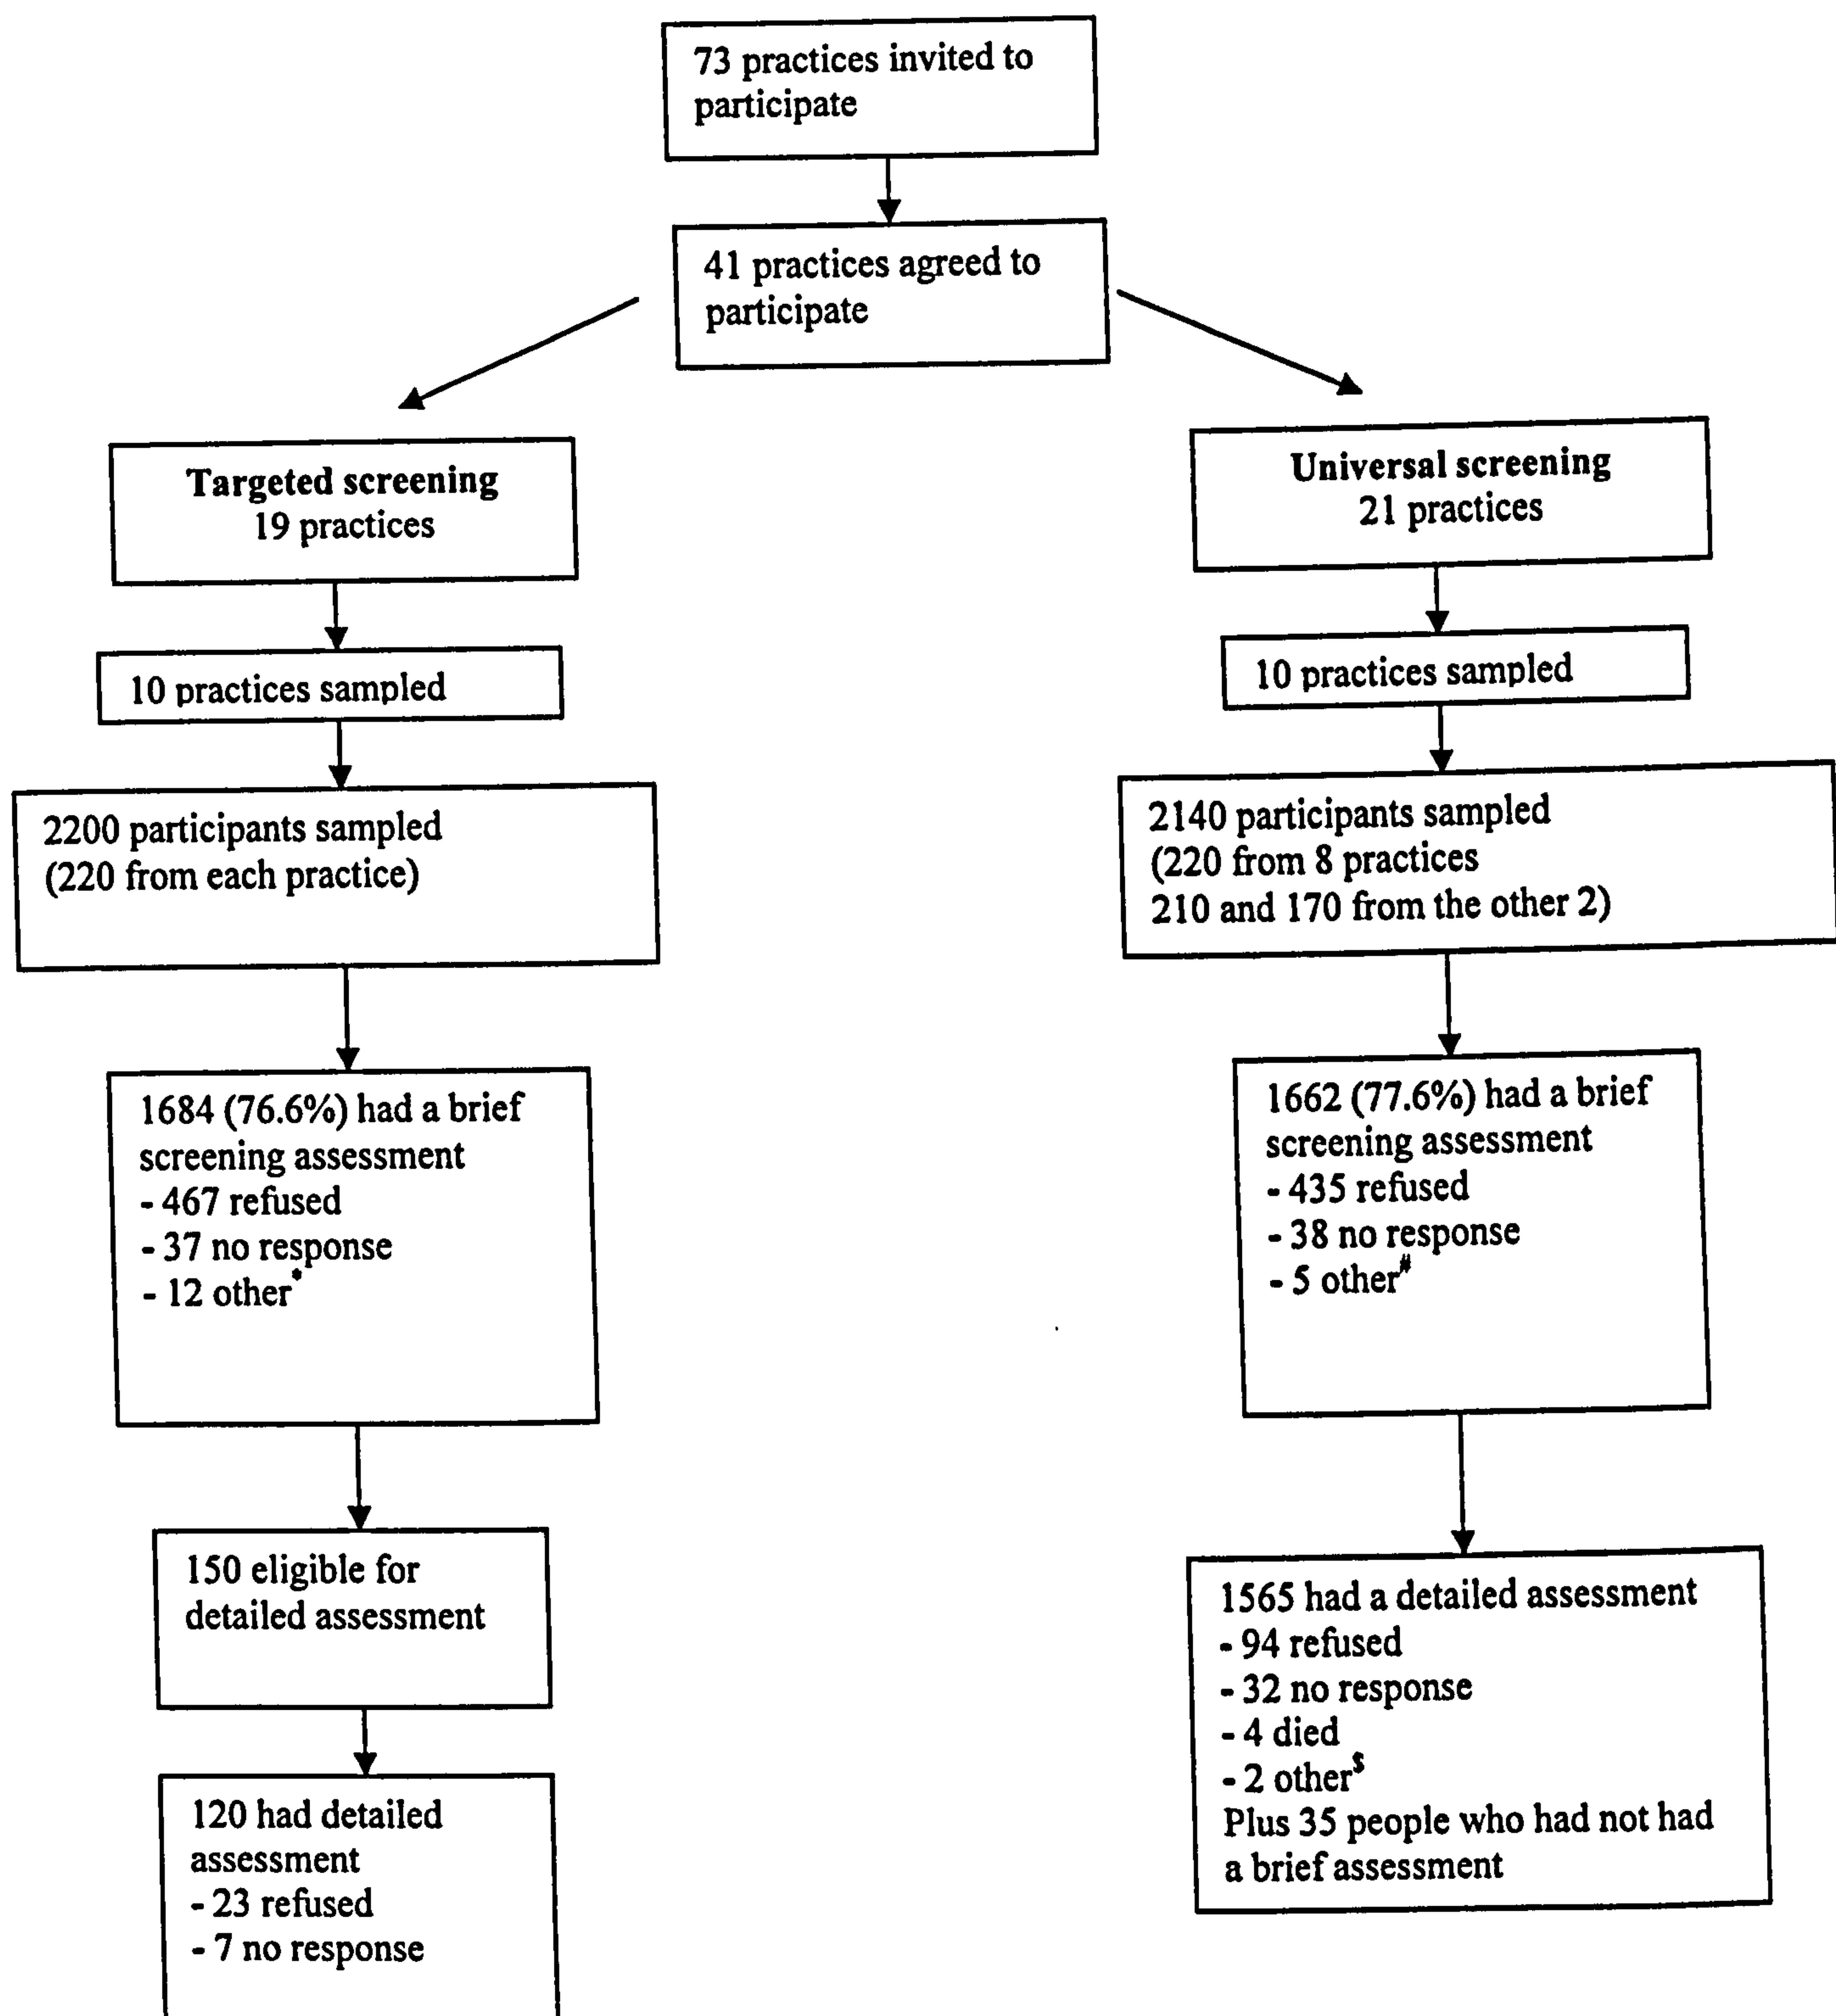 73 practices invited to
participate
41 practices agreed to
participate
Targeted screening
19 practices
Universal screening
21 practices
10 practices sampled
10 practices sampled
2200 participants sampled
(220 from each practice)
2140 participants sampled
(220 from 8 practices
210 and 170 from the other 2)
1684 (76.6%) had a brief
screening assessment
- 467 refused
- 37 no response
- 12 other*
1662 (77.6%) had a brief
screening assessment
- 435 refused
- 38 no response
- 5 other#
150 eligible for
detailed assessment
1565 had a detailed assessment
- 94 refused
- 32 no response
- 4 died
- 2 other$
Plus 35 people who had not had
a brief assessment
120 had detailed
assessment
- 23 refused
- 7 no response